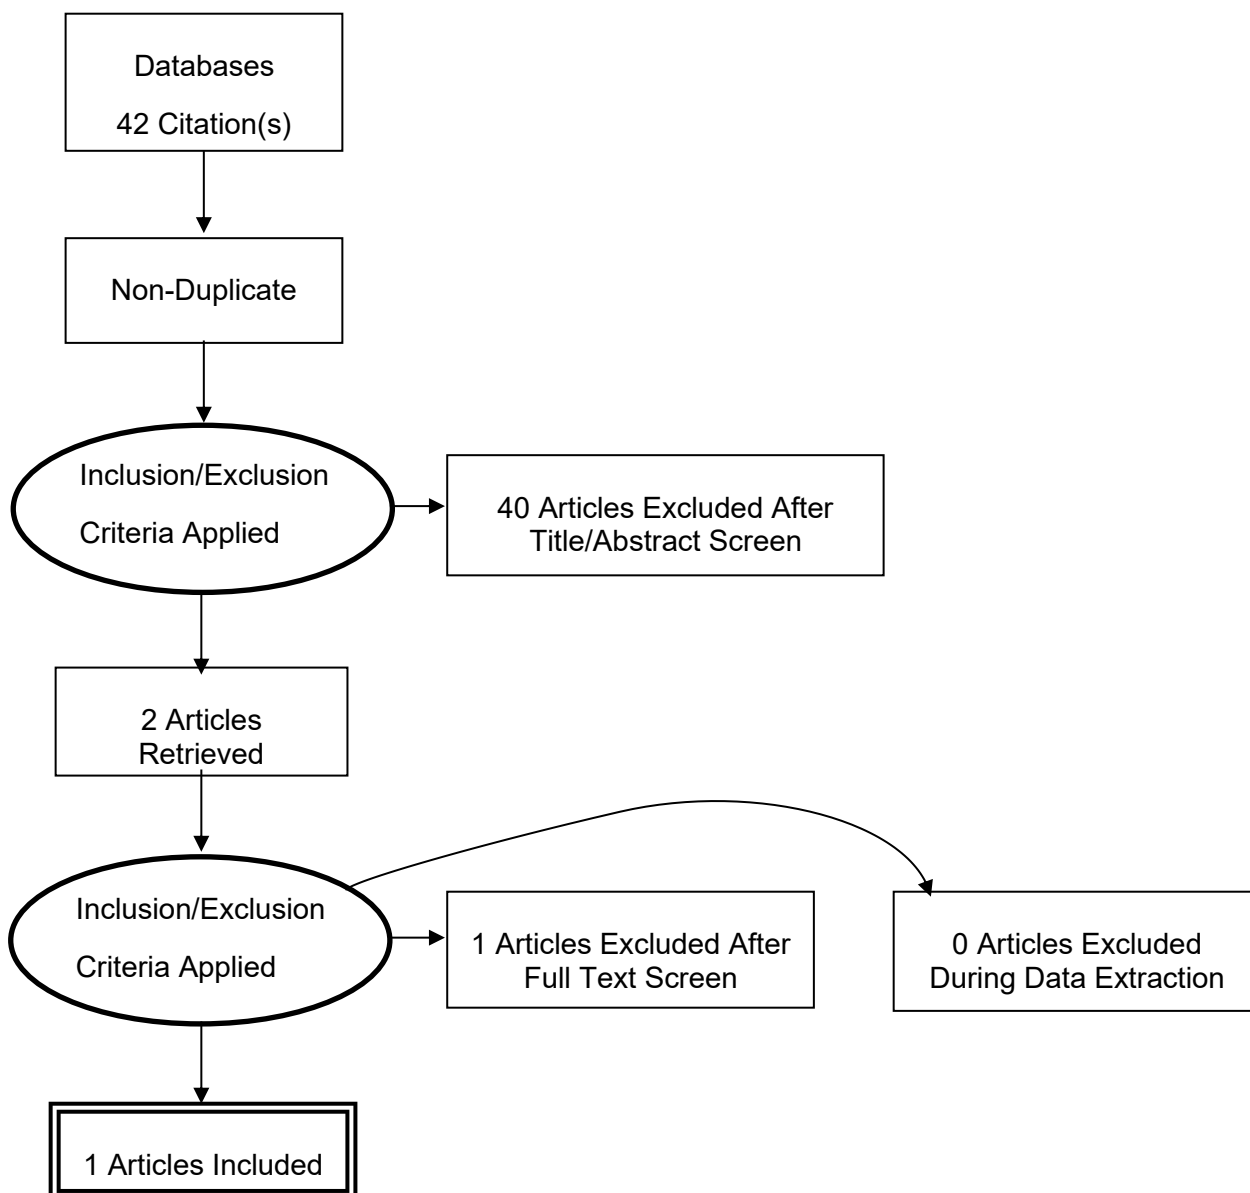 Databases
42 Citation(s)
Non-Duplicate
Inclusion/Exclusion
Criteria Applied
40 Articles Excluded After
Title/Abstract Screen
2 Articles
Retrieved
Inclusion/Exclusion
Criteria Applied
1 Articles Excluded After
Full Text Screen
0 Articles Excluded
During Data Extraction
1 Articles Included